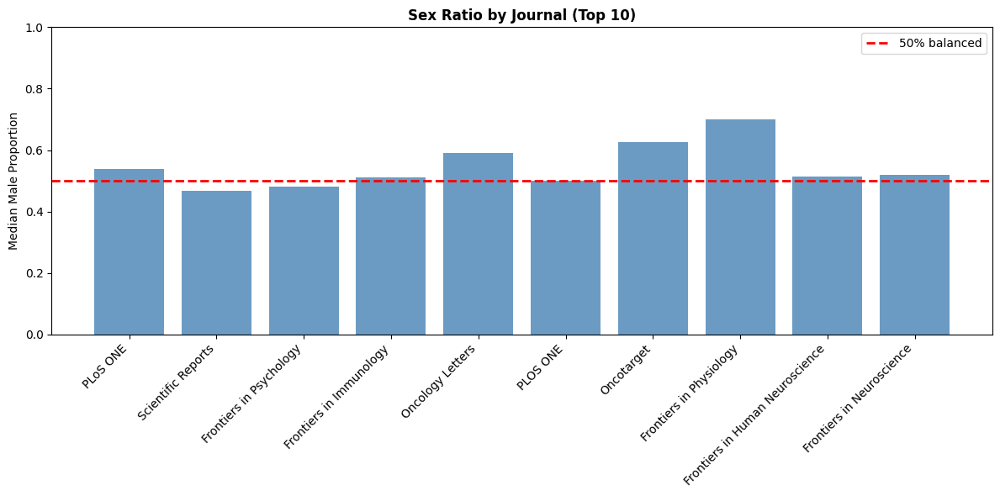 Sex Ratio by Journal (Top 10)
50% balanced
Median Male Proportion
1.0
0.8
0.6
0.4
0.2
0.0
PLoS ONE
Scientific Reports
Frontiers in Psychology
Frontiers in Immunology
Oncology Letters
PLOS ONE
Oncotarget
Frontiers in Physiology
Frontiers in Human Neuroscience
Frontiers in Neuroscience